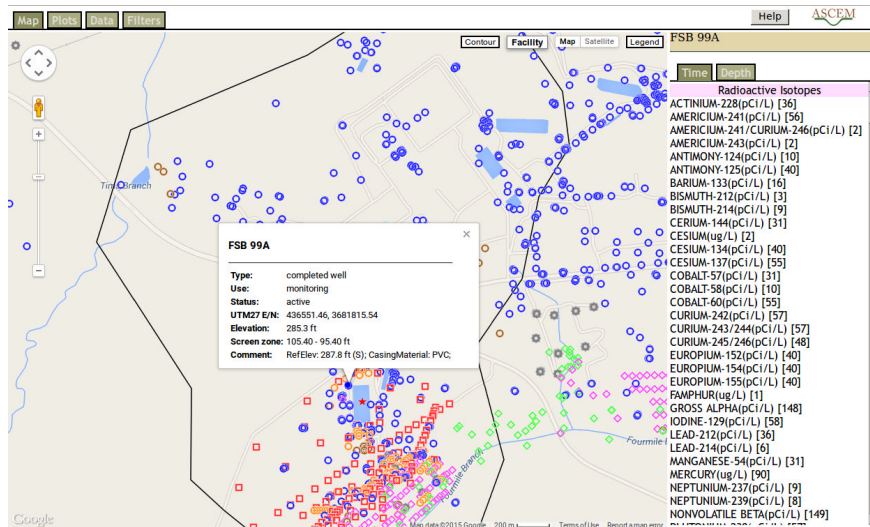 Map Plots Data Filters
Help
ASCEM
Contour Facility Map Satellite Legend
FSB 99A
Time Depth
Radioactive Isotopes
ACTINIUM-228(pCi/L) [36]
AMERICIUM-241(pCi/L) [56]
AMERICIUM-241/CURIUM-246(pCi/L) [2]
AMERICIUM-243(pCi/L) [2]
ANTIMONY-124(pCi/L) [10]
ANTIMONY-125(pCi/L) [40]
BARIUM-133(pCi/L) [16]
BISMUTH-212(pCi/L) [3]
BISMUTH-214(pCi/L) [9]
CERIUM-144(pCi/L) [31]
CESIUM(ug/L) [2]
CESIUM-134(pCi/L) [40]
CESIUM-137(pCi/L) [55]
COBALT-57(pCi/L) [31]
COBALT-58(pCi/L) [10]
COBALT-60(pCi/L) [55]
CURIUM-242(pCi/L) [57]
CURIUM-243/244(pCi/L) [57]
CURIUM-245/246(pCi/L) [48]
EUROPIUM-152(pCi/L) [40]
EUROPIUM-154(pCi/L) [40]
EUROPIUM-155(pCi/L) [40]
FAMPHUR(ug/L) [1]
GROSS ALPHA(pCi/L) [148]
IODINE-129(pCi/L) [58]
LEAD-212(pCi/L) [36]
LEAD-214(pCi/L) [6]
MANGANESE-54(pCi/L) [31]
MERCURY(ug/L) [90]
NEPTUNIUM-237(pCi/L) [9]
NEPTUNIUM-239(pCi/L) [8]
NONVOLATILE BETA(pCi/L) [149]
Branch
FSB 99A
Type: completed well
Use: monitoring
Status: active
UTM27 E/N: 436551.46, 3681815.54
Elevation: 285.3 ft
Screen zone: 105.40 - 95.40 ft
Comment: RefElev: 287.8 ft (S); CasingMaterial: PVC;
Fourmile Branch
Fourmile
Google
Map data ©2015 Google 200 m Terms of Use Report a map error